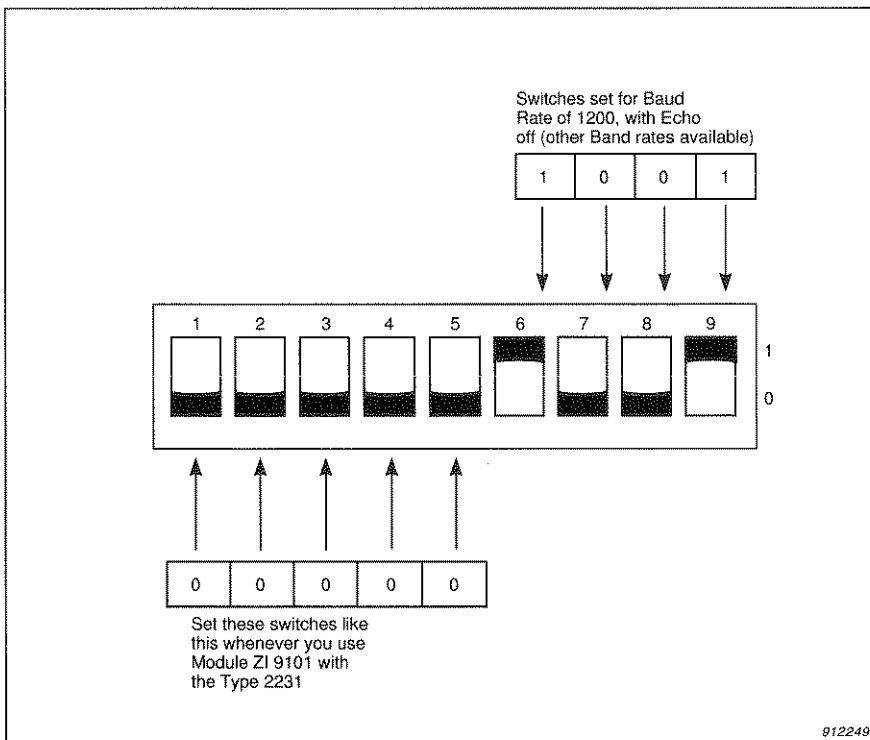 Switches set for Baud
Rate of 1200, with Echo
off (other Band rates available)
1 0 0 1
1 2 3 4 5 6 7 8 9
1
0
0 0 0 0 0
Set these switches like
this whenever you use
Module ZI 9101 with
the Type 2231
912249